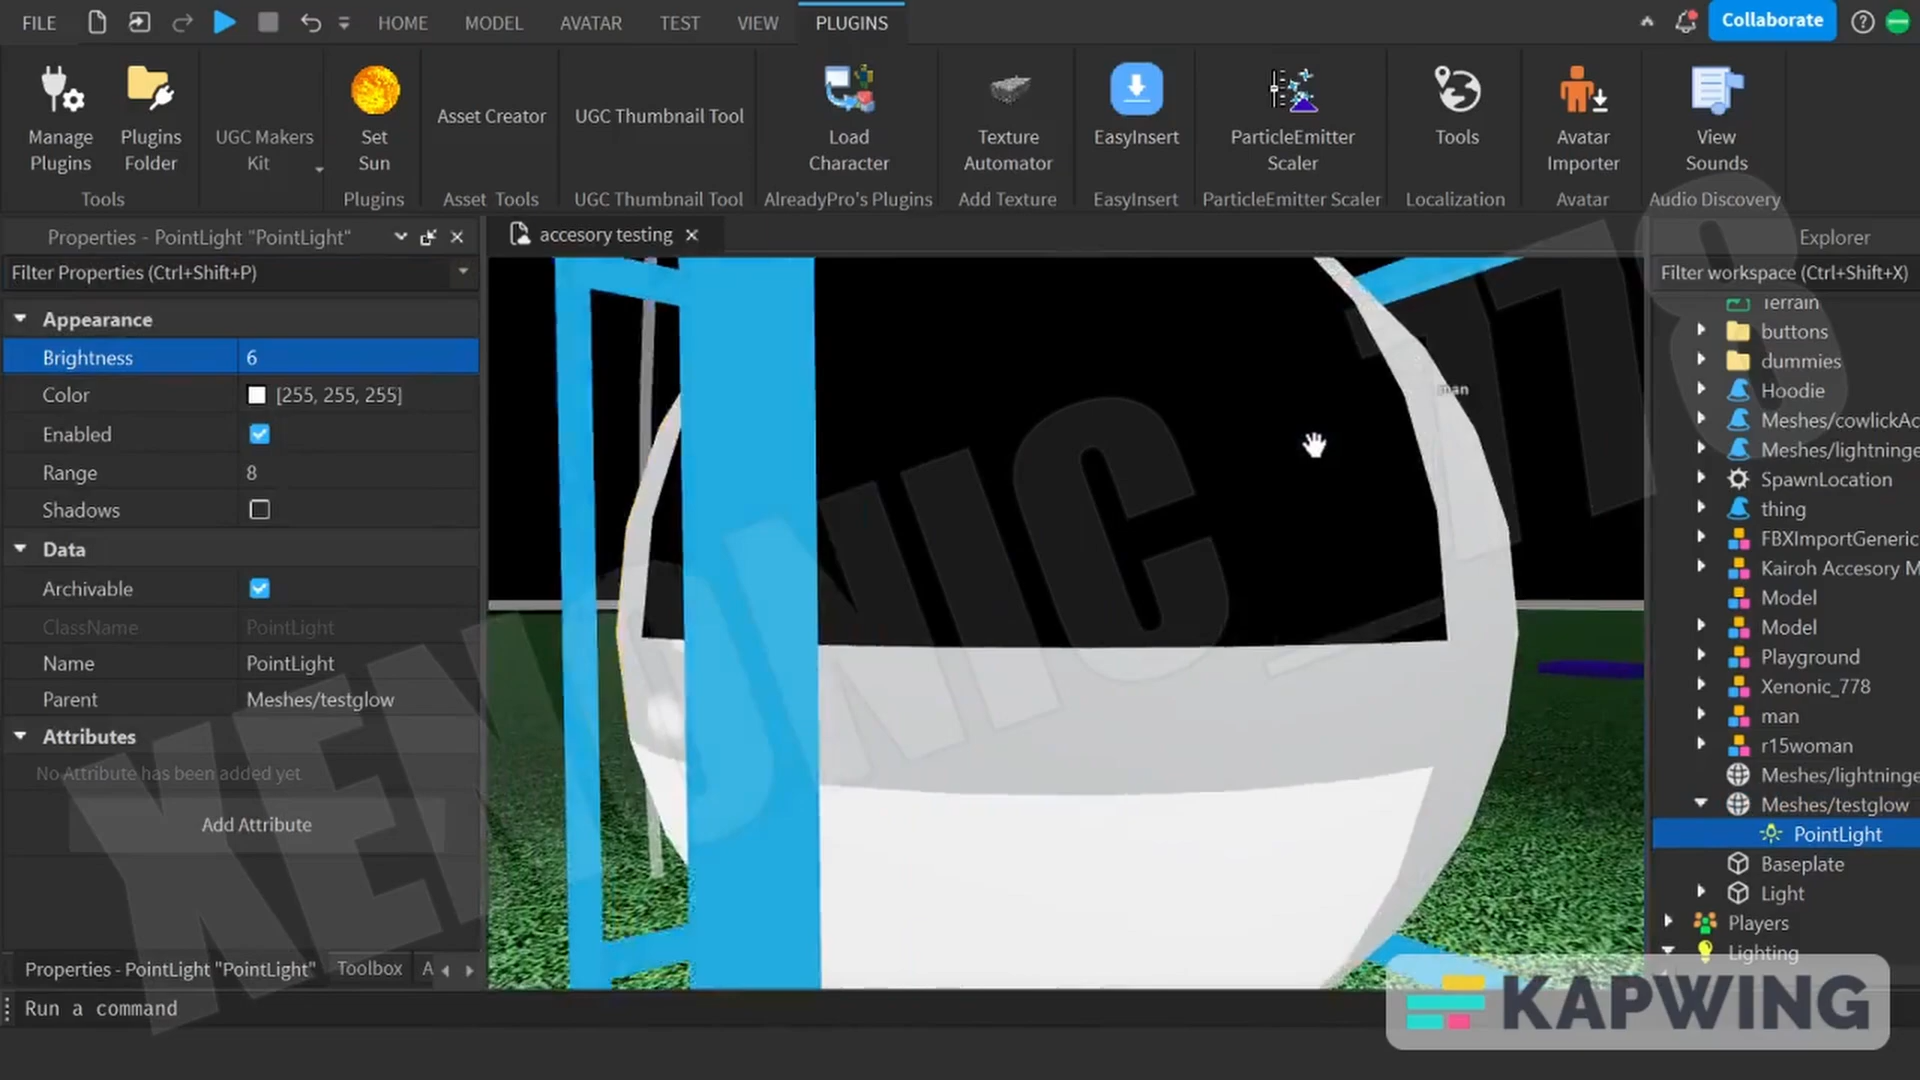 FILE HOME MODEL AVATAR TEST VIEW PLUGINS Collaborate
Manage Plugins
Plugins Folder
UGC Makers Kit
Set Sun
Asset Creator
UGC Thumbnail Tool
Load Character
Texture Automator
EasyInsert
ParticleEmitter Scaler
Tools
Avatar Importer
View Sounds
Tools Plugins Asset Tools UGC Thumbnail Tool AlreadyPro's Plugins Add Texture EasyInsert ParticleEmitter Scaler Localization Avatar Audio Discovery
Properties - PointLight "PointLight"
Filter Properties (Ctrl+Shift+P)
Appearance
Brightness 6
Color [255, 255, 255]
Enabled
Range 8
Shadows
Data
Archivable
ClassName PointLight
Name PointLight
Parent Meshes/testglow
Attributes
No Attribute has been added yet
Add Attribute
Properties - PointLight "PointLight" Toolbox A
Run a command
accesory testing
man
XENONIC_778
Explorer
Filter workspace (Ctrl+Shift+X)
Terrain
buttons
dummies
Hoodie
Meshes/cowlickAc
Meshes/lightninge
SpawnLocation
thing
FBXImportGeneric
Kairoh Accesory M
Model
Model
Playground
Xenonic_778
man
r15woman
Meshes/lightninge
Meshes/testglow
PointLight
Baseplate
Light
Players
Lighting
KAPWING